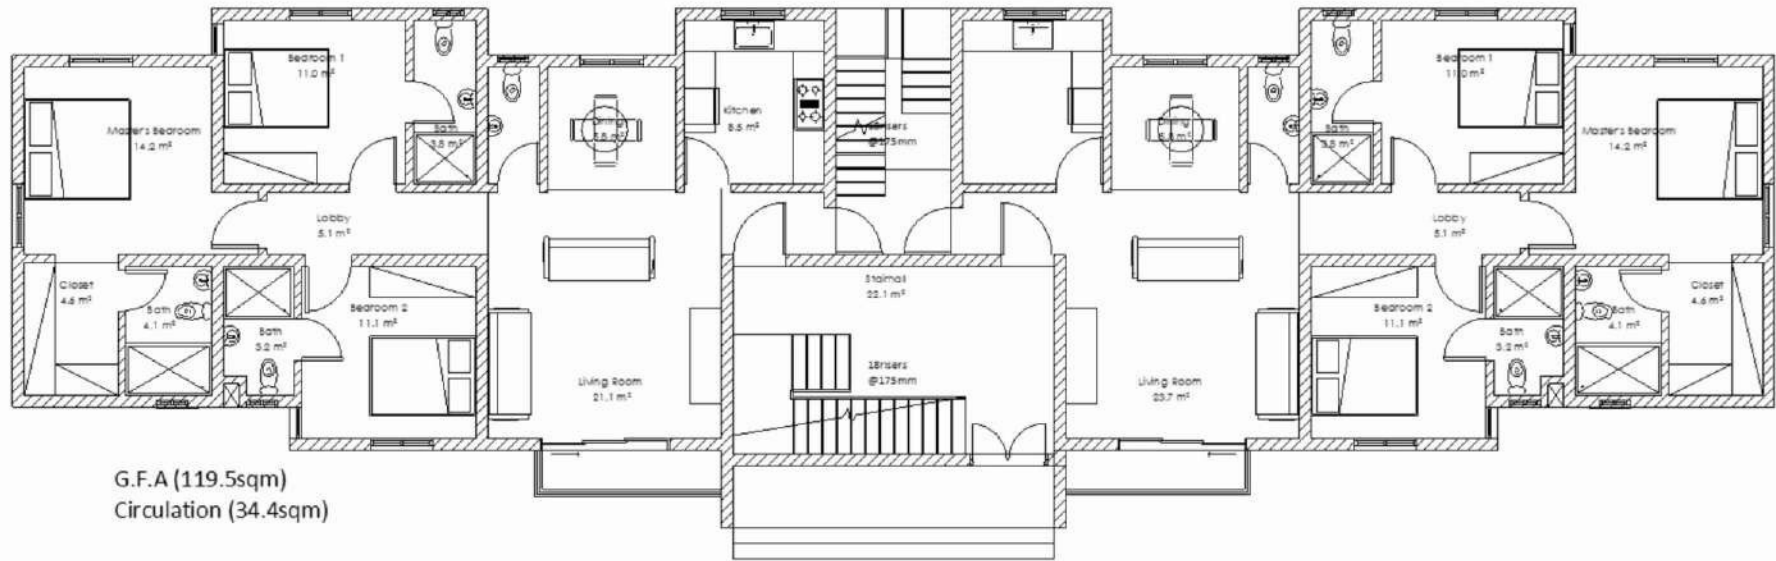 Bedroom 1
11.0 m²
Master's Bedroom
14.2 m²
Bath
3.5 m²
Kitchen
8.5 m²
@175mm
Bath
3.5 m²
Bedroom 1
11.0 m²
Master's Bedroom
14.2 m²
Lobby
5.1 m²
Lobby
5.1 m²
Closet
4.6 m²
Bath
4.1 m²
Bath
3.2 m²
Bedroom 2
11.1 m²
Stairhall
22.1 m²
18risers
@175mm
Living Room
21.1 m²
Living Room
23.7 m²
Bedroom 2
11.1 m²
Bath
3.2 m²
Bath
4.1 m²
Closet
4.6 m²
G.F.A (119.5sqm)
Circulation (34.4sqm)